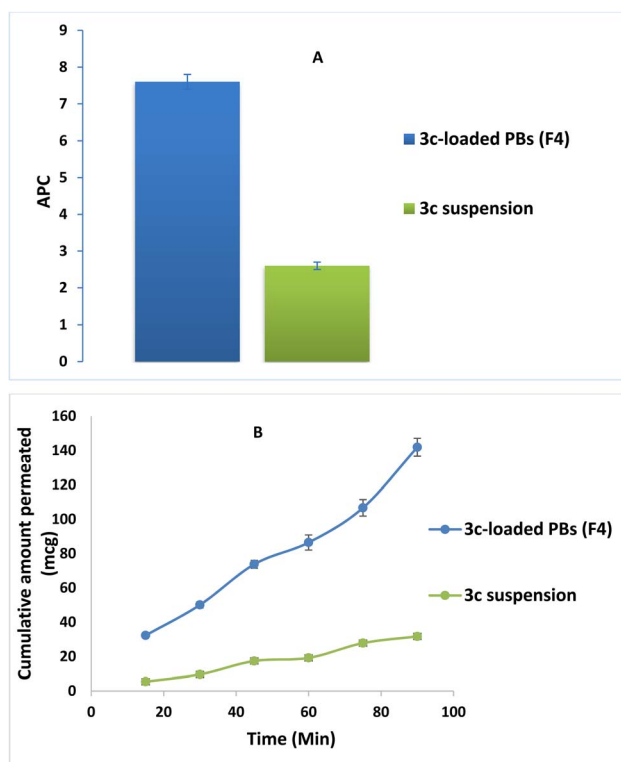 A
9
8
7
6
5
4
3
2
1
0
APC
3c-loaded PBs (F4)
3c suspension
B
160
140
120
100
80
60
40
20
0
Cumulative amount permeated
(mcg)
0 20 40 60 80 100
Time (Min)
3c-loaded PBs (F4)
3c suspension